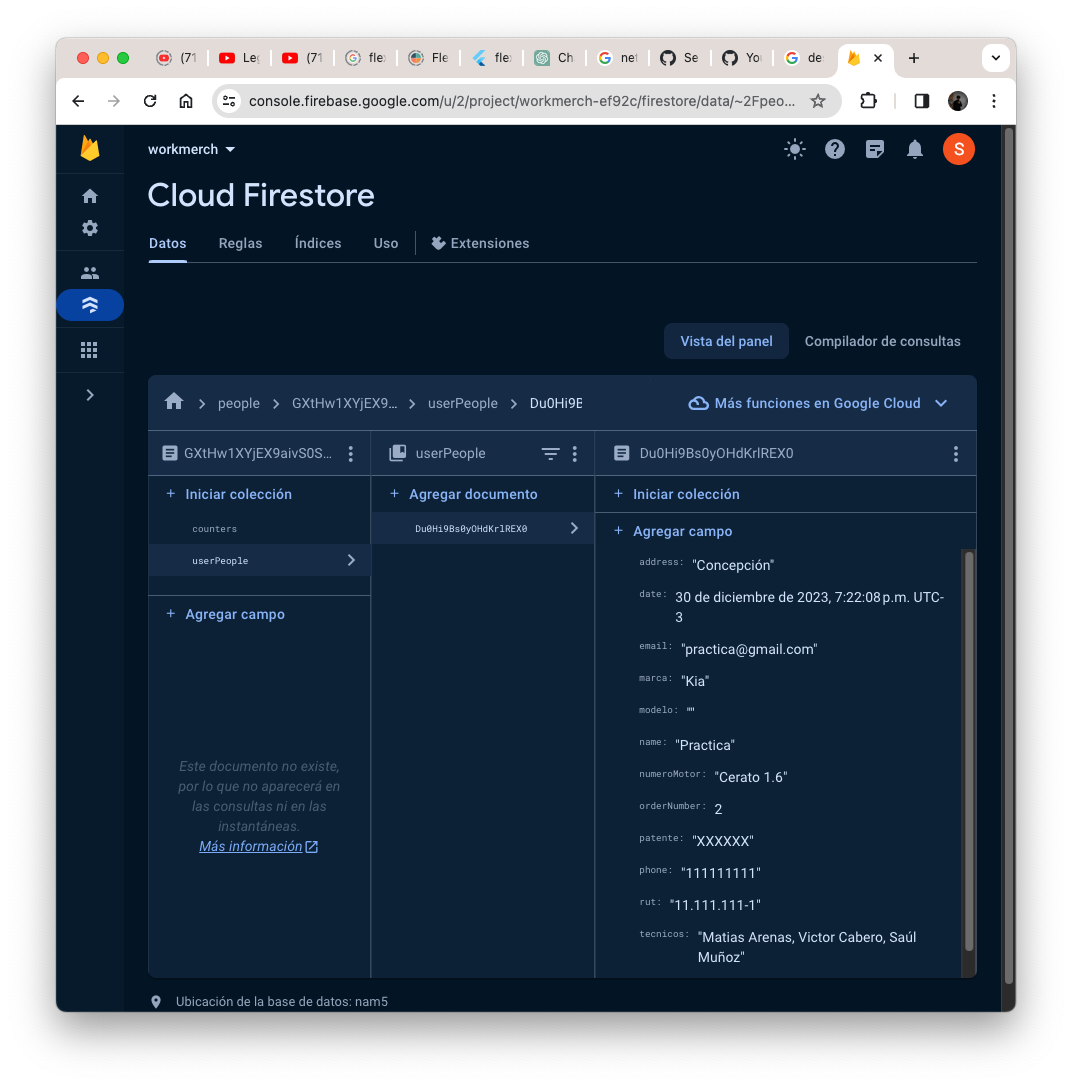 (71
Leg
(71
fle
Fle
fle
Ch
net
Se
Yo
de
console.firebase.google.com/u/2/project/workmerch-ef92c/firestore/data/~2Fpeo...
workmerch
S
Cloud Firestore
Datos
Reglas
Índices
Uso
Extensiones
Vista del panel
Compilador de consultas
people
GXtHw1XYjEX9...
userPeople
Du0Hi9B
Más funciones en Google Cloud
GXtHw1XYjEX9aivS0S...
userPeople
Du0Hi9Bs0yOHdKrlREX0
+ Iniciar colección
+ Agregar documento
+ Iniciar colección
counters
userPeople
+ Agregar campo
Este documento no existe,
por lo que no aparecerá en
las consultas ni en las
instantáneas.
Más información
Du0Hi9Bs0yOHdKrlREX0
+ Agregar campo
address: "Concepción"
date: 30 de diciembre de 2023, 7:22:08 p.m. UTC-
3
email: "practica@gmail.com"
marca: "Kia"
modelo: ""
name: "Practica"
numeroMotor: "Cerato 1.6"
orderNumber: 2
patente: "XXXXXX"
phone: "111111111"
rut: "11.111.111-1"
tecnicos: "Matias Arenas, Victor Cabero, Saúl
Muñoz"
Ubicación de la base de datos: nam5